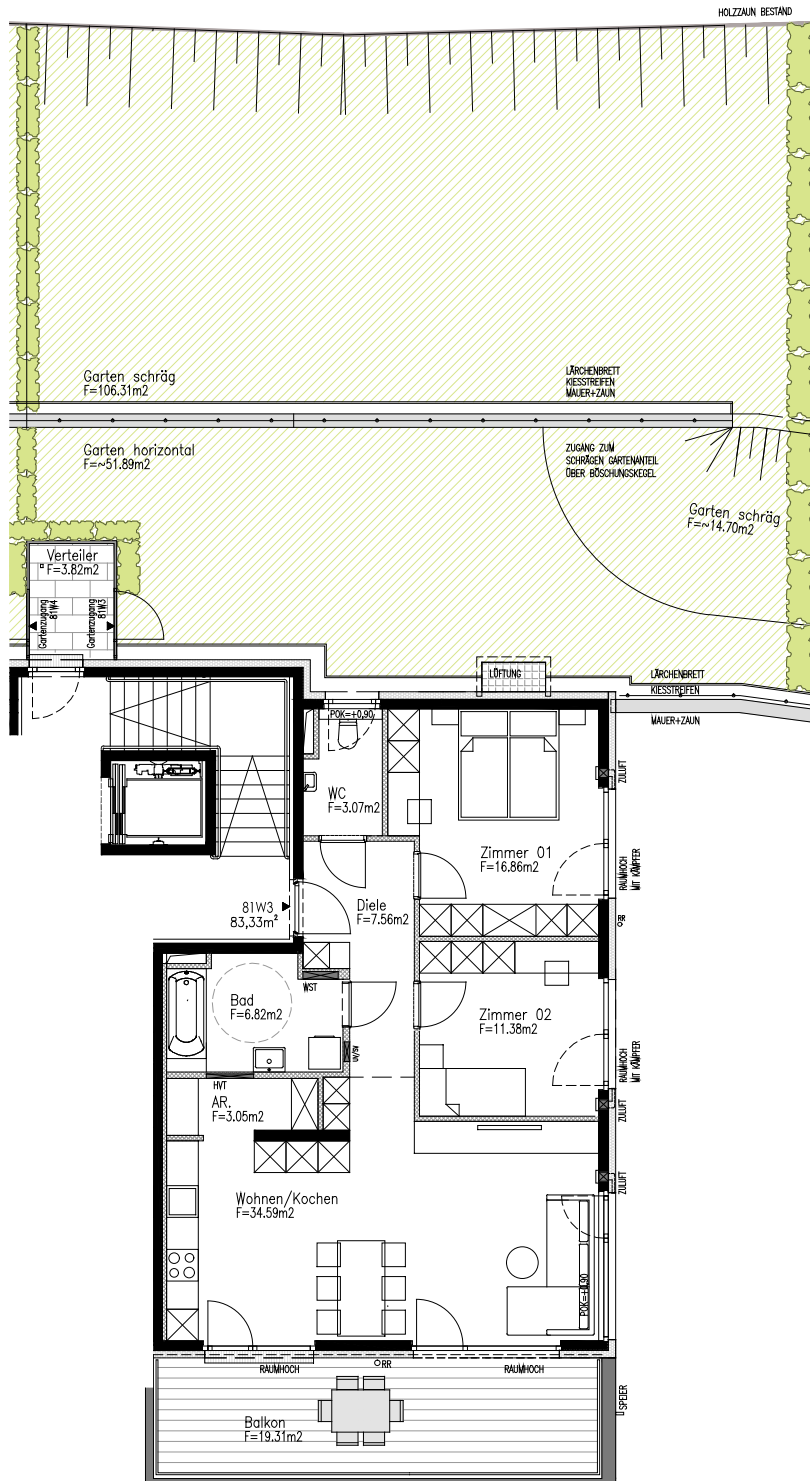 HOLZZAUN BESTAND
Garten schräg
F=106.31m2
LÄRCHENBRETT
KIESSTREIFEN
MAUER+ZAUN
Garten horizontal
F=~51.89m2
ZUGANG ZUM
SCHRÄGEN GARTENANTEIL
ÜBER BÖSCHUNGSKEGEL
Garten schräg
F=~14.70m2
Verteiler
F=3.82m2
Gartenzugang
81W4
Gartenzugang
81W3
LÜFTUNG
LÄRCHENBRETT
KIESSTREIFEN
MAUER+ZAUN
POK=+0,90
WC
F=3.07m2
ZULUFT
Zimmer 01
F=16.86m2
RAUMHOCH
MIT KÄMPFER
81W3
83,33m²
Diele
F=7.56m2
RR
Bad
F=6.82m2
WST
Zimmer 02
F=11.38m2
UV/SV
RAUMHOCH
MIT KÄMPFER
HVT
AR.
F=3.05m2
ZULUFT
ZULUFT
Wohnen/Kochen
F=34.59m2
POK=+0,90
RAUMHOCH
RR
RAUMHOCH
SPEIER
Balkon
F=19.31m2